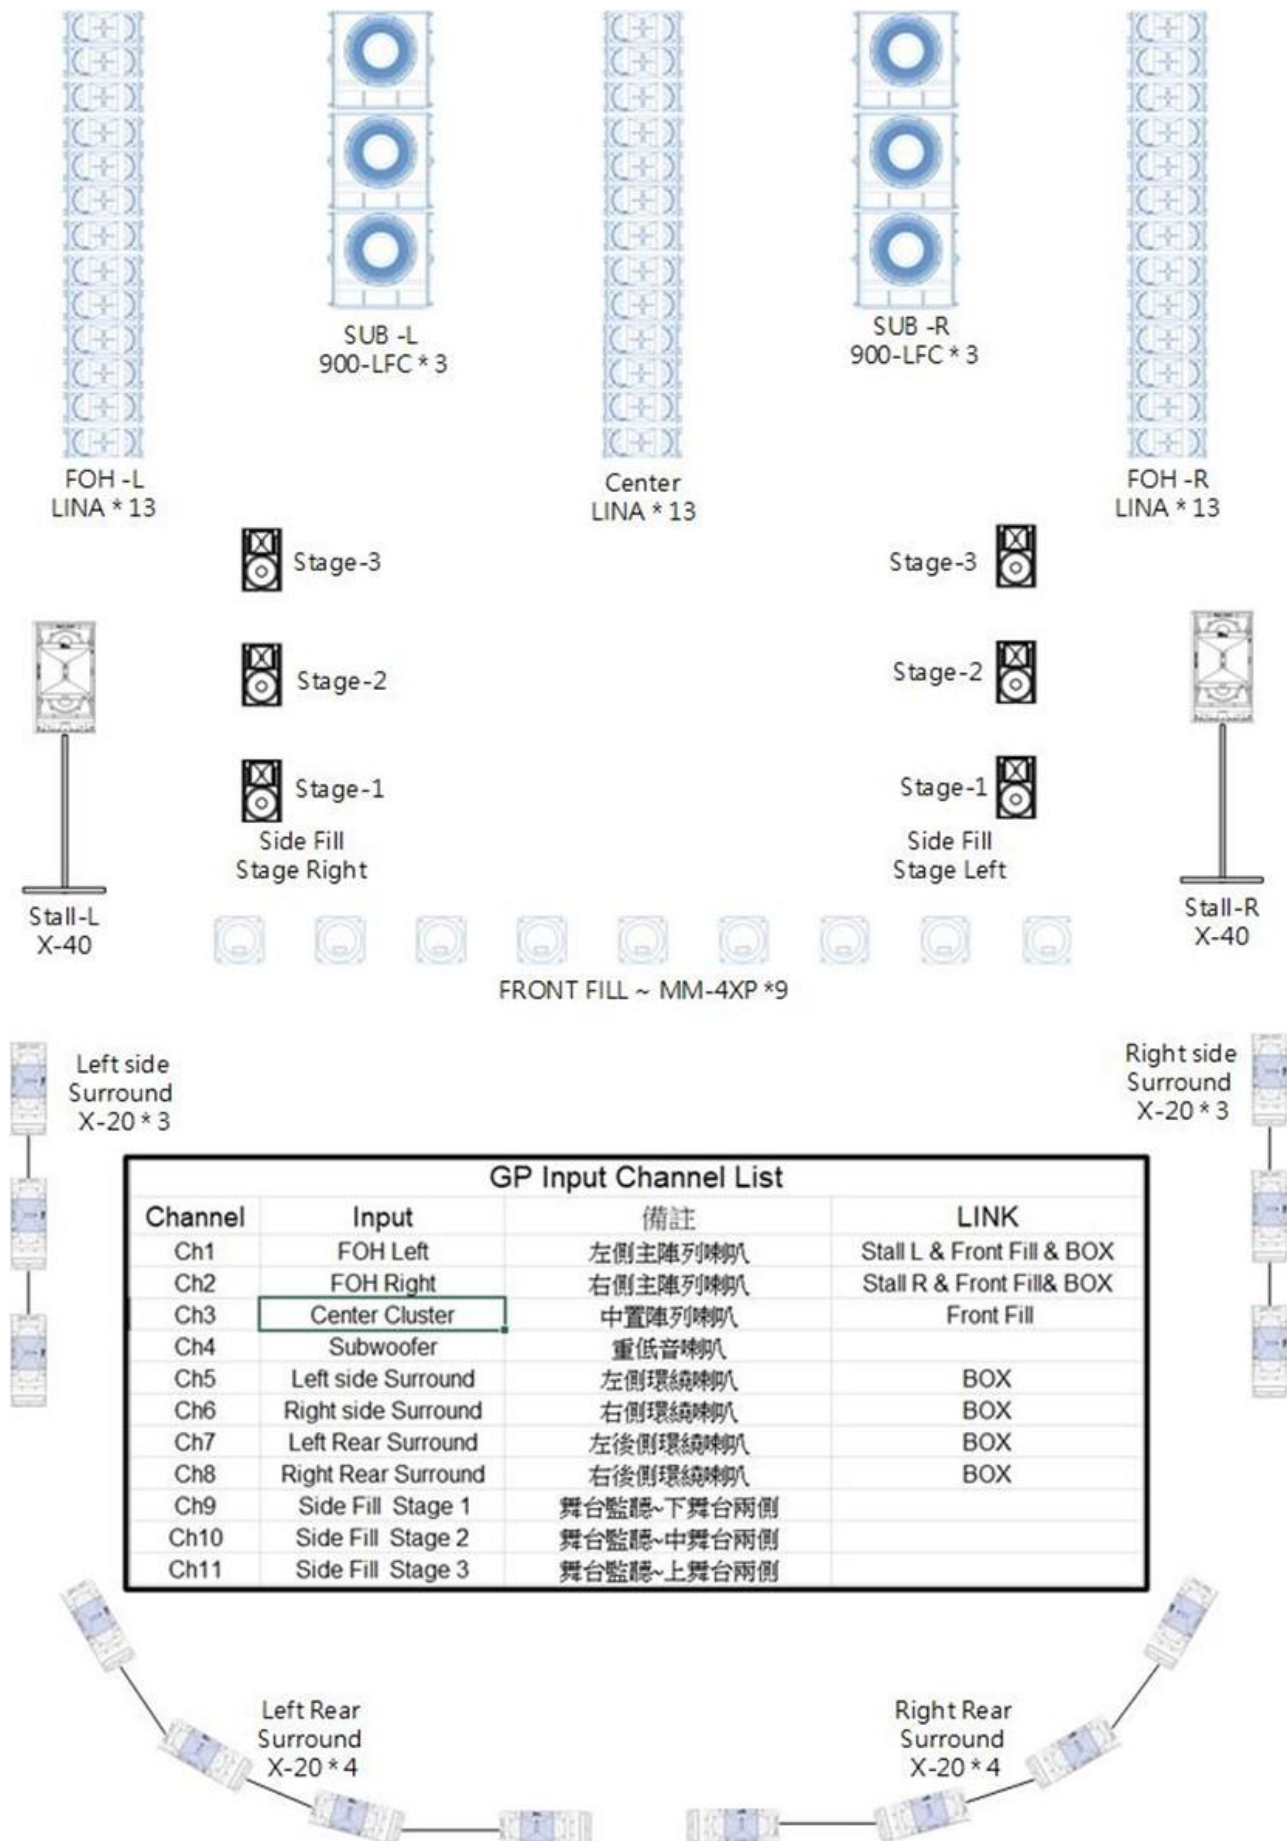 SUB -L
900-LFC * 3
SUB -R
900-LFC * 3
FOH -L
LINA * 13
Center
LINA * 13
FOH -R
LINA * 13
Stage-3
Stage-3
Stage-2
Stage-2
Stage-1
Stage-1
Side Fill
Stage Right
Side Fill
Stage Left
Stall-L
X-40
Stall-R
X-40
FRONT FILL ~ MM-4XP *9
Left side
Surround
X-20 * 3
Right side
Surround
X-20 * 3
GP Input Channel List
Channel Input 備註 LINK
Ch1 FOH Left 左側主陣列喇叭 Stall L & Front Fill & BOX
Ch2 FOH Right 右側主陣列喇叭 Stall R & Front Fill& BOX
Ch3 Center Cluster 中置陣列喇叭 Front Fill
Ch4 Subwoofer 重低音喇叭
Ch5 Left side Surround 左側環繞喇叭 BOX
Ch6 Right side Surround 右側環繞喇叭 BOX
Ch7 Left Rear Surround 左後側環繞喇叭 BOX
Ch8 Right Rear Surround 右後側環繞喇叭 BOX
Ch9 Side Fill Stage 1 舞台監聽~下舞台兩側
Ch10 Side Fill Stage 2 舞台監聽~中舞台兩側
Ch11 Side Fill Stage 3 舞台監聽~上舞台兩側
Left Rear
Surround
X-20 * 4
Right Rear
Surround
X-20 * 4